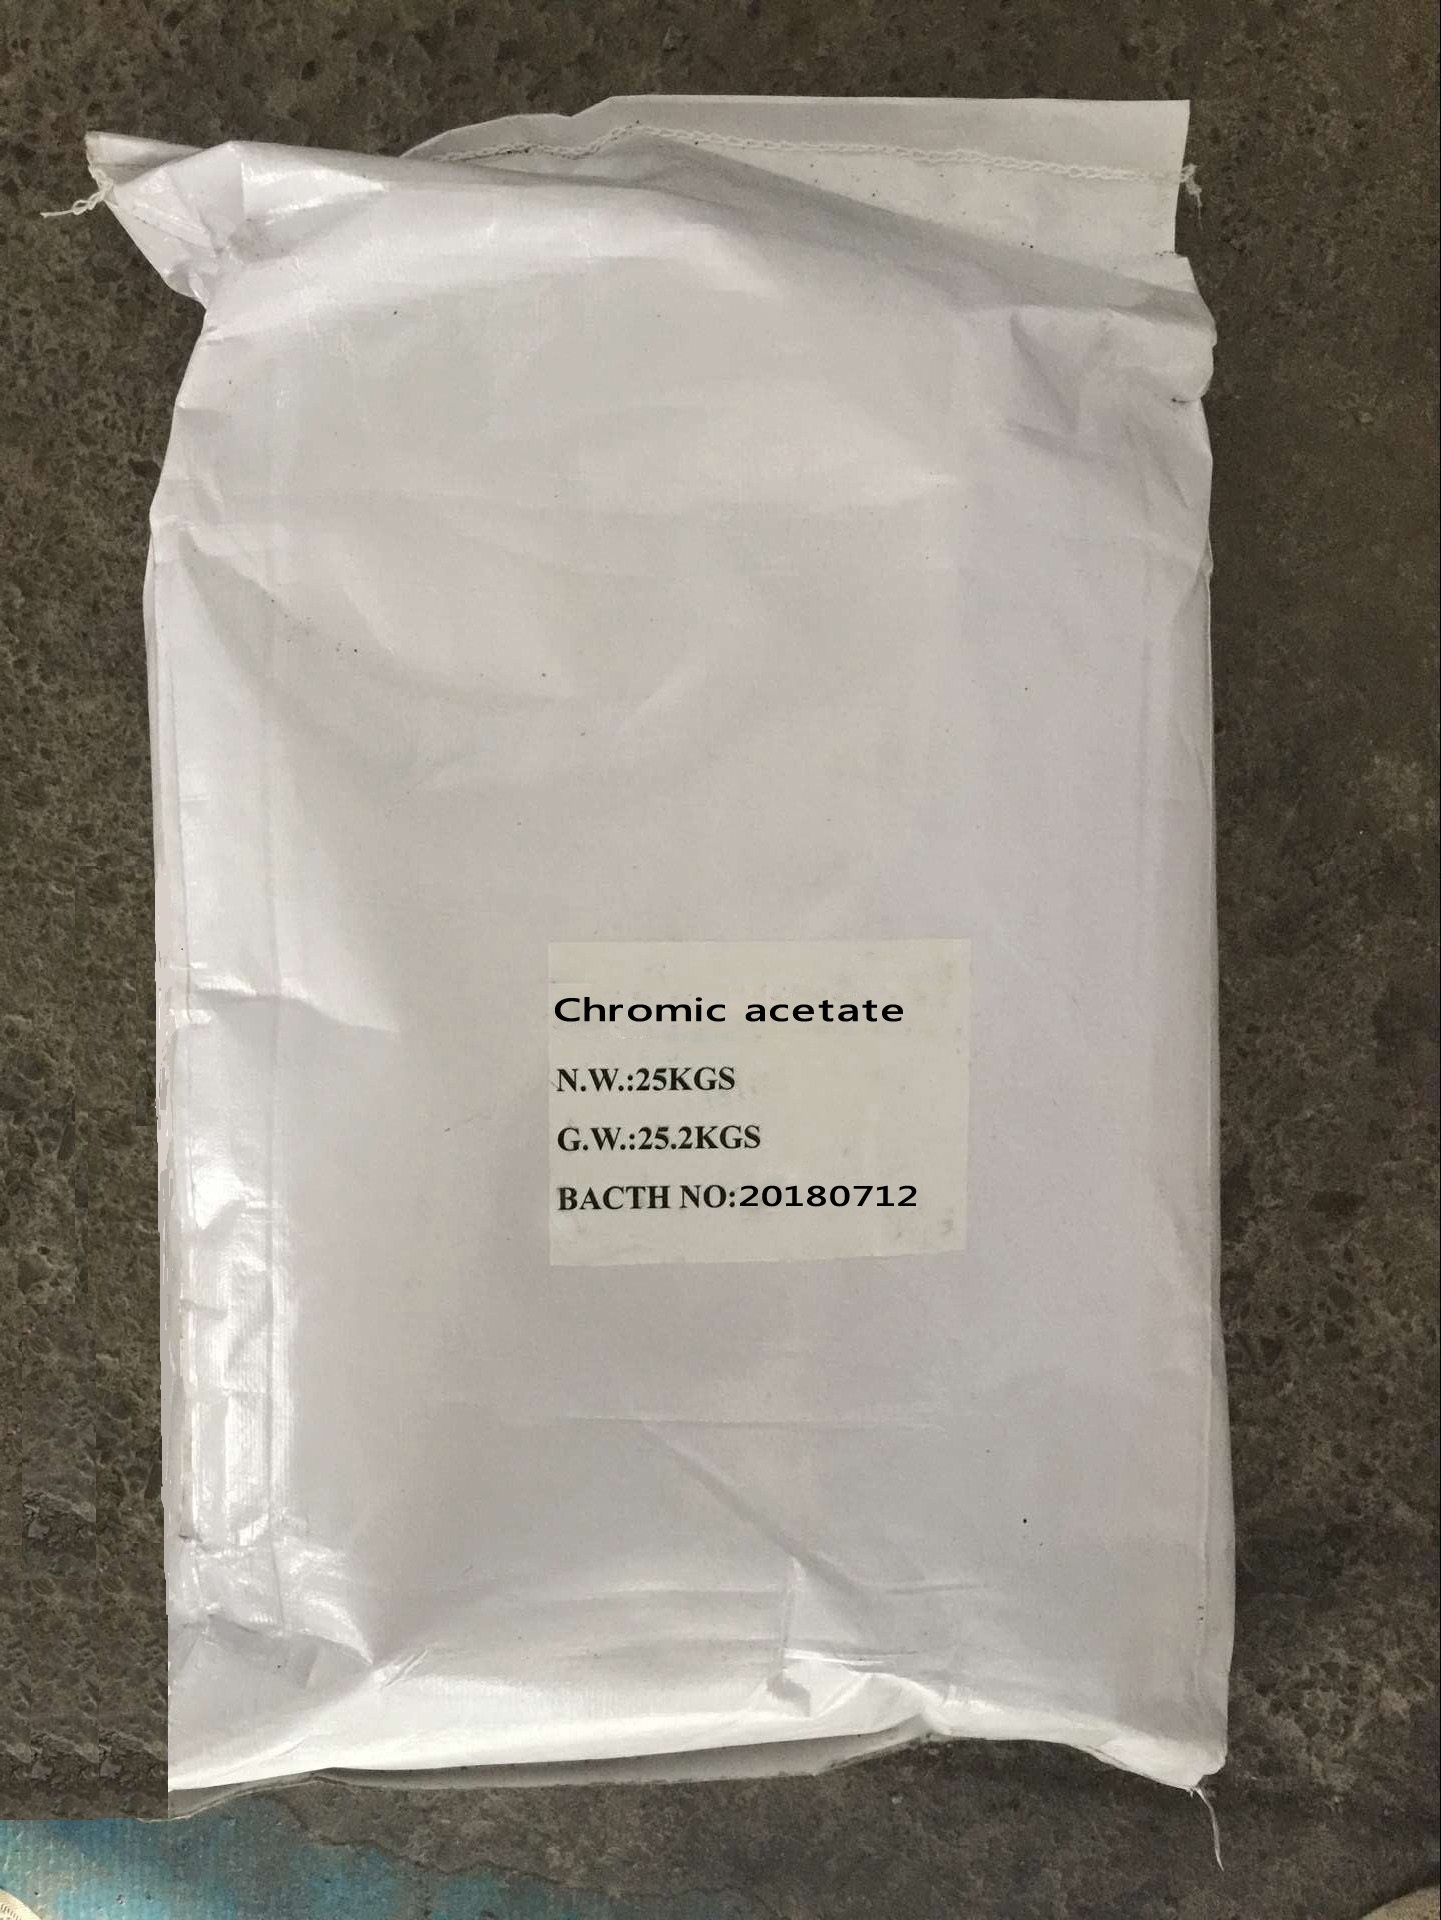 Chromic acetate
N.W.:25KGS
G.W.:25.2KGS
BACTH NO:20180712